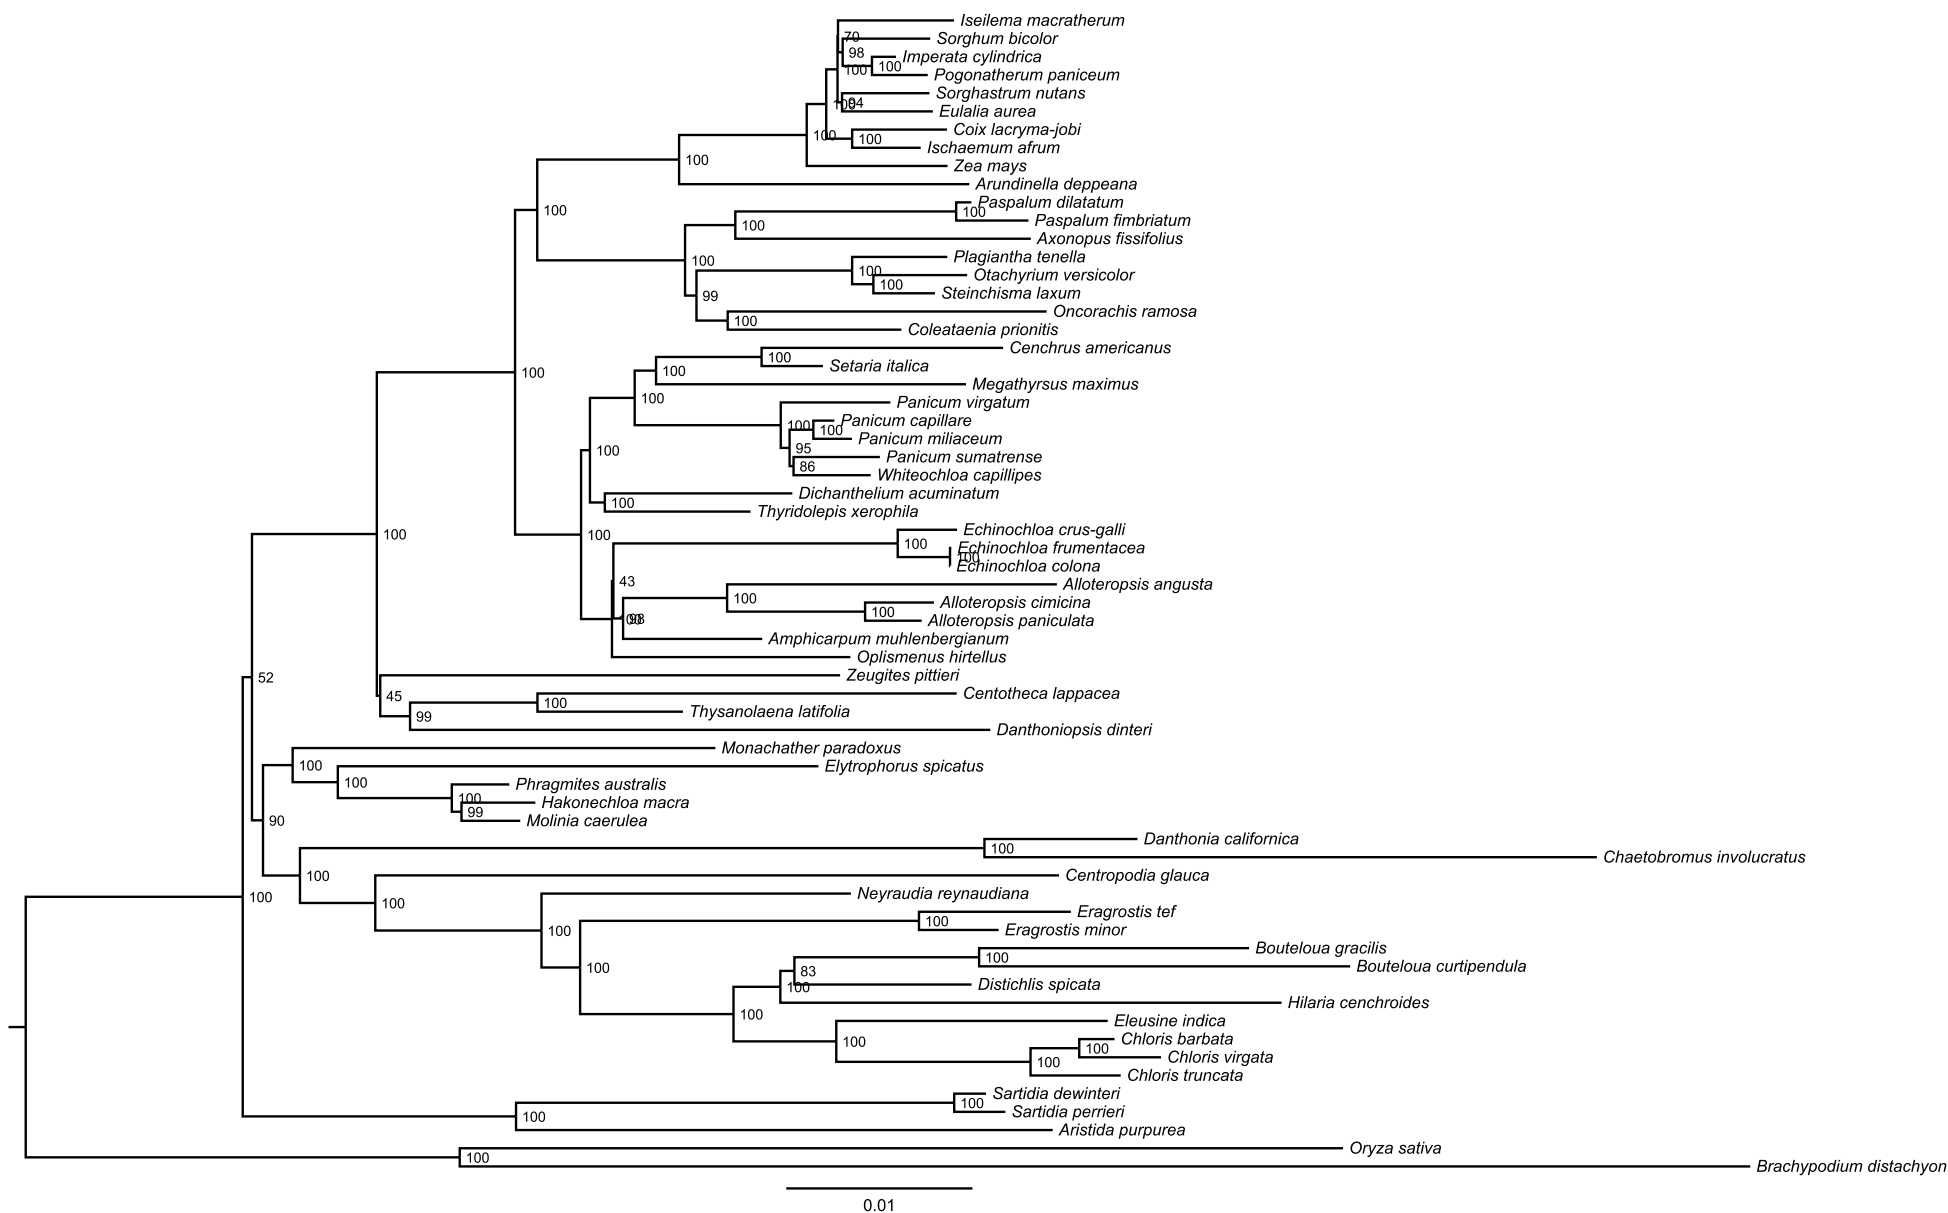 Iseilema macratherum
70
Sorghum bicolor
98
Imperata cylindrica
100
100
Pogonatherum paniceum
Sorghastrum nutans
100
94
Eulalia aurea
Coix lacryma-jobi
100
100
Ischaemum afrum
100
Zea mays
Arundinella deppeana
Paspalum dilatatum
100
100
Paspalum fimbriatum
100
Axonopus fissifolius
Plagiantha tenella
100
100
Otachyrium versicolor
100
Steinchisma laxum
99
Oncorachis ramosa
100
Coleataenia prionitis
Cenchrus americanus
100
Setaria italica
100
100
Megathyrsus maximus
100
Panicum virgatum
Panicum capillare
100
100
Panicum miliaceum
95
100
Panicum sumatrense
86
Whiteochloa capillipes
Dichanthelium acuminatum
100
Thyridolepis xerophila
Echinochloa crus-galli
100
100
100
Echinochloa frumentacea
100
Echinochloa colona
43
Alloteropsis angusta
100
Alloteropsis cimicina
100
98
Alloteropsis paniculata
Amphicarpum muhlenbergianum
Oplismenus hirtellus
52
Zeugites pittieri
45
Centotheca lappacea
100
Thysanolaena latifolia
99
Danthoniopsis dinteri
Monachather paradoxus
100
Elytrophorus spicatus
100
Phragmites australis
100
Hakonechloa macra
99
Molinia caerulea
90
Danthonia californica
100
Chaetobromus involucratus
100
Centropodia glauca
100
100
Neyraudia reynaudiana
Eragrostis tef
100
100
Eragrostis minor
Bouteloua gracilis
100
100
Bouteloua curtipendula
83
Distichlis spicata
100
Hilaria cenchroides
100
Eleusine indica
100
Chloris barbata
100
Chloris virgata
100
Chloris truncata
Sartidia dewinteri
100
Sartidia perrieri
100
Aristida purpurea
Oryza sativa
100
Brachypodium distachyon
0.01